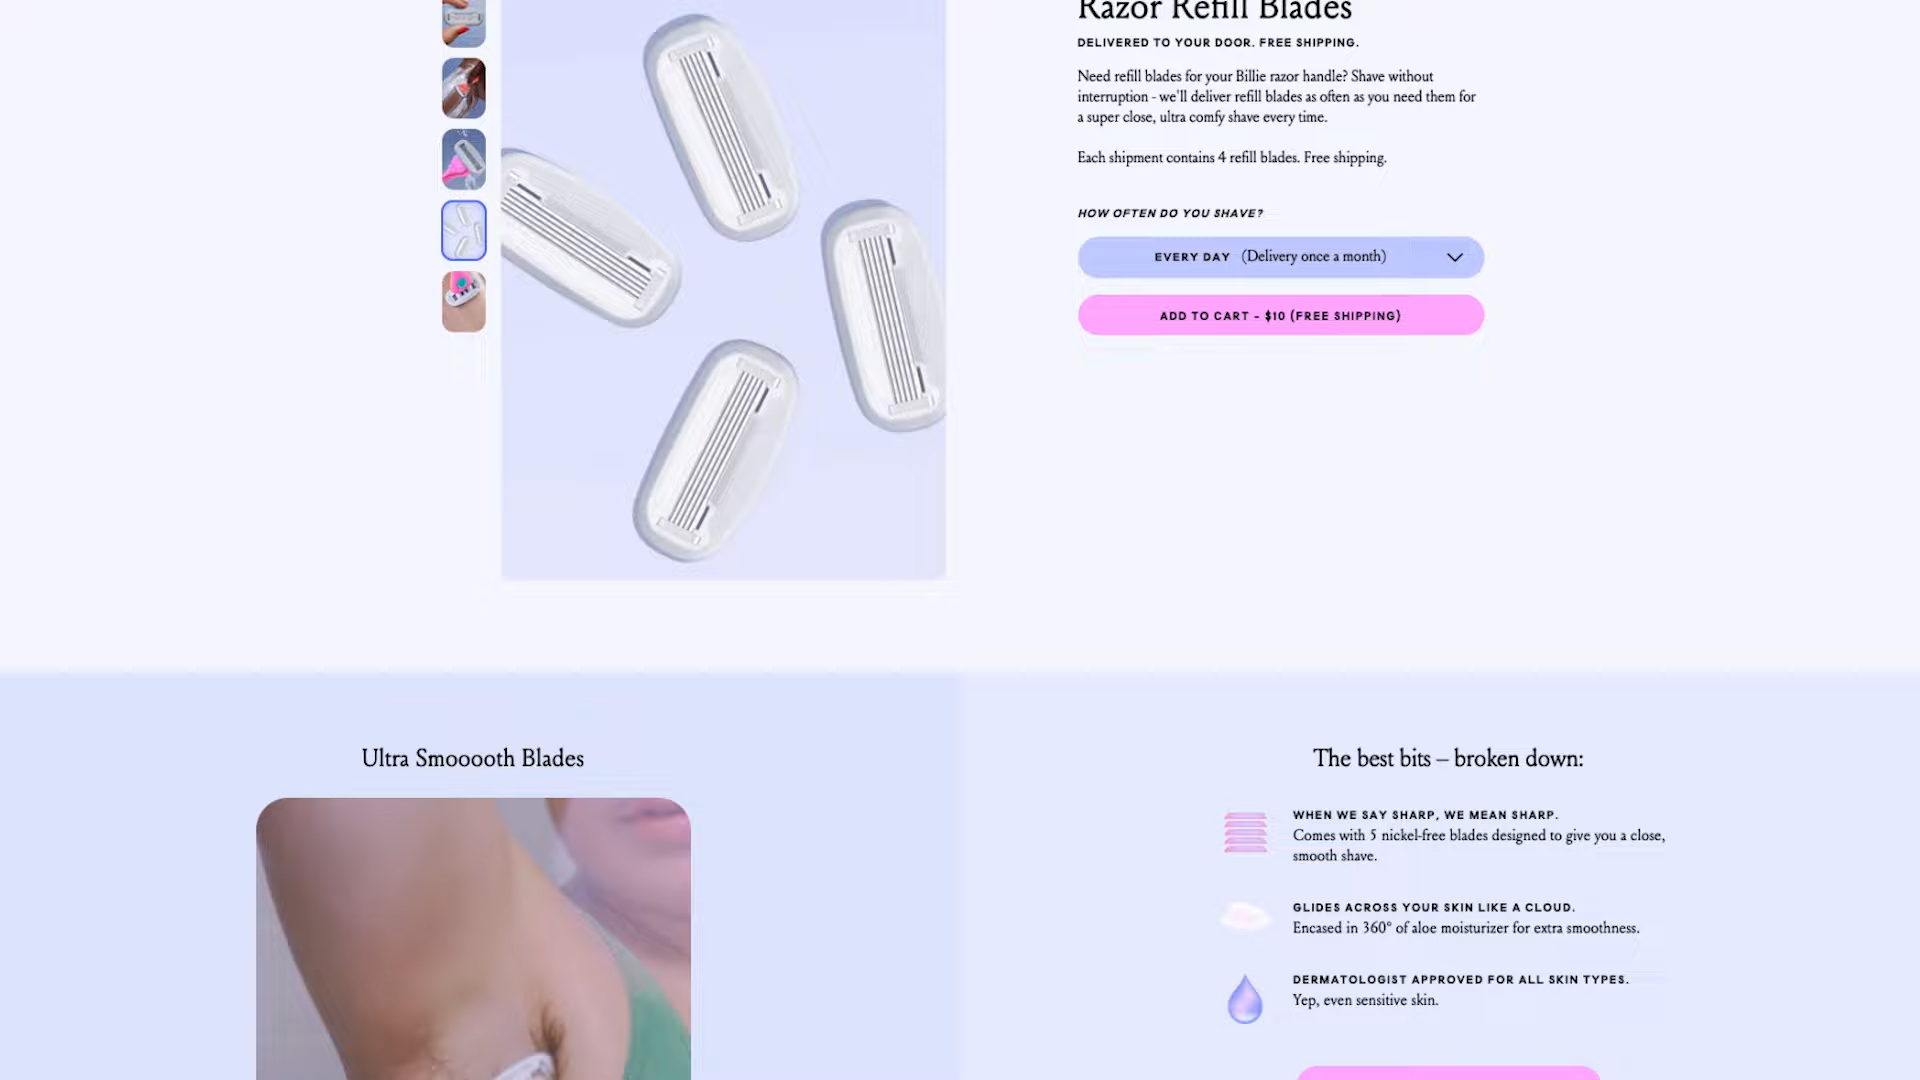 Razor Refill Blades
DELIVERED TO YOUR DOOR. FREE SHIPPING.
Need refill blades for your Billie razor handle? Shave without
interruption - we'll deliver refill blades as often as you need them for
a super close, ultra comfy shave every time.
Each shipment contains 4 refill blades. Free shipping.
HOW OFTEN DO YOU SHAVE?
EVERY DAY (Delivery once a month)
ADD TO CART - $10 (FREE SHIPPING)
Ultra Smooooth Blades
The best bits – broken down:
WHEN WE SAY SHARP, WE MEAN SHARP.
Comes with 5 nickel-free blades designed to give you a close,
smooth shave.
GLIDES ACROSS YOUR SKIN LIKE A CLOUD.
Encased in 360° of aloe moisturizer for extra smoothness.
DERMATOLOGIST APPROVED FOR ALL SKIN TYPES.
Yep, even sensitive skin.